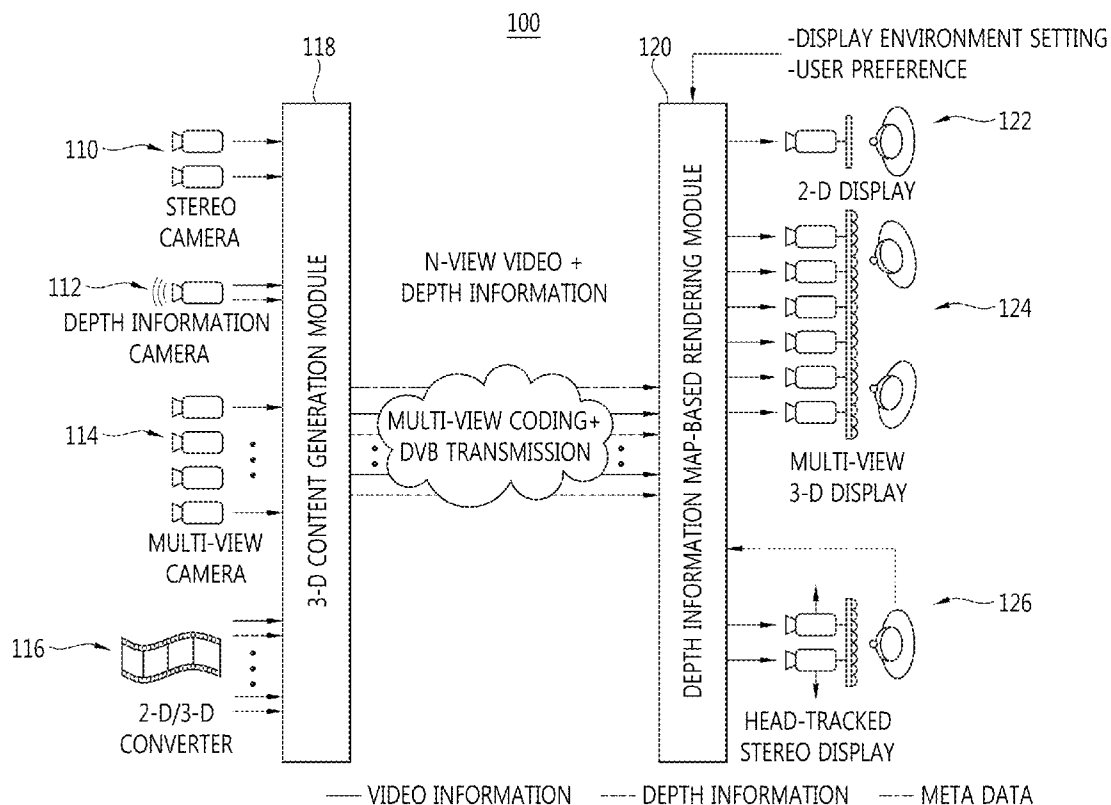 100
118
120
-DISPLAY ENVIRONMENT SETTING
-USER PREFERENCE
110
STEREO
CAMERA
112
DEPTH INFORMATION
CAMERA
114
MULTI-VIEW
CAMERA
116
2-D/3-D
CONVERTER
3-D CONTENT GENERATION MODULE
N-VIEW VIDEO +
DEPTH INFORMATION
MULTI-VIEW CODING+
DVB TRANSMISSION
DEPTH INFORMATION MAP-BASED RENDERING MODULE
122
2-D DISPLAY
124
MULTI-VIEW
3-D DISPLAY
126
HEAD-TRACKED
STEREO DISPLAY
VIDEO INFORMATION
DEPTH INFORMATION
META DATA